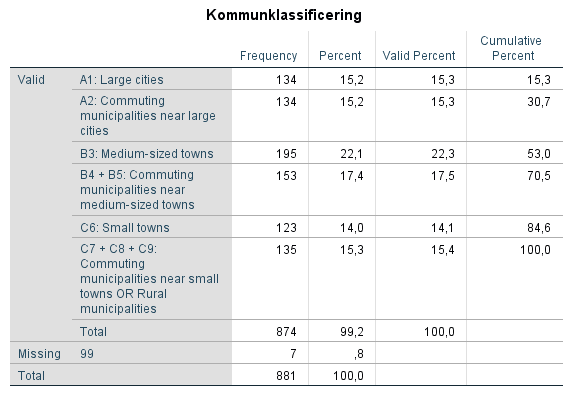 Kommunklassificering
Cumulative
Frequency Percent Valid Percent Percent
Valid A1: Large cities 134 15,2 15,3 15,3
A2: Commuting 134 15,2 15,3 30,7
municipalities near large
cities
B3: Medium-sized towns 195 22,1 22,3 53,0
B4 + B5: Commuting 153 17,4 17,5 70,5
municipalities near
medium-sized towns
C6: Small towns 123 14,0 14,1 84,6
C7 + C8 + C9: 135 15,3 15,4 100,0
Commuting
municipalities near small
towns OR Rural
municipalities
Total 874 99,2 100,0
Missing 99 7 ,8
Total 881 100,0